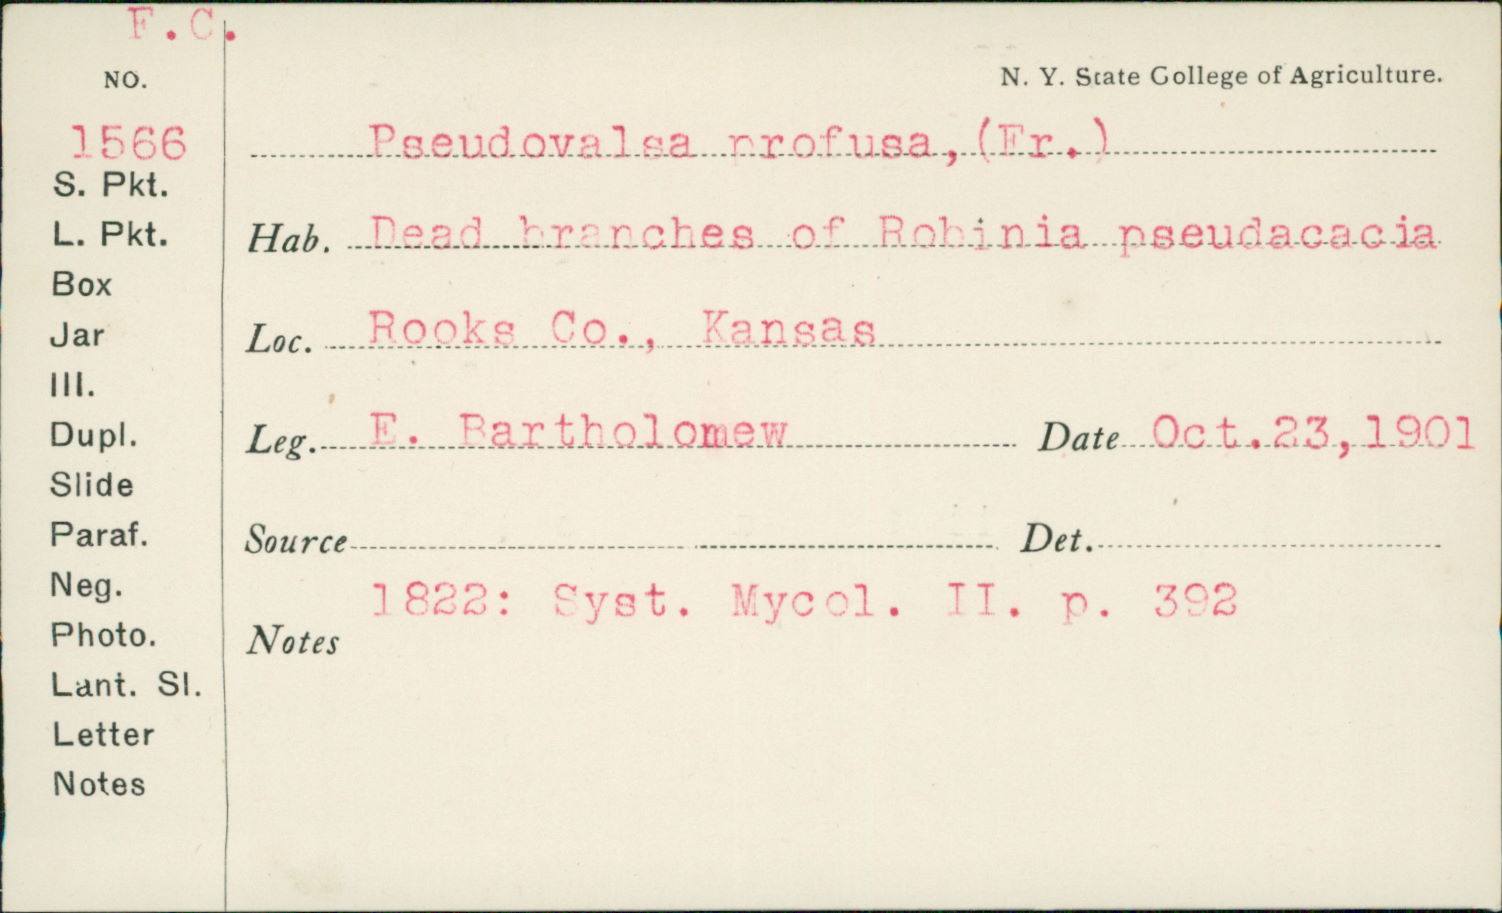 F.C.
NO.
N. Y. State College of Agriculture.
1566
Pseudovalsa profusa,(Fr.)
S. Pkt.
L. Pkt.
Hab. Dead branches of Robinia pseudacacia
Box
Jar
Loc. Rooks Co., Kansas
Ill.
Dupl.
Leg. E. Bartholomew Date Oct.23,1901
Slide
Paraf.
Source Det.
Neg.
1822: Syst. Mycol. II. p. 392
Photo.
Notes
Lant. Sl.
Letter
Notes